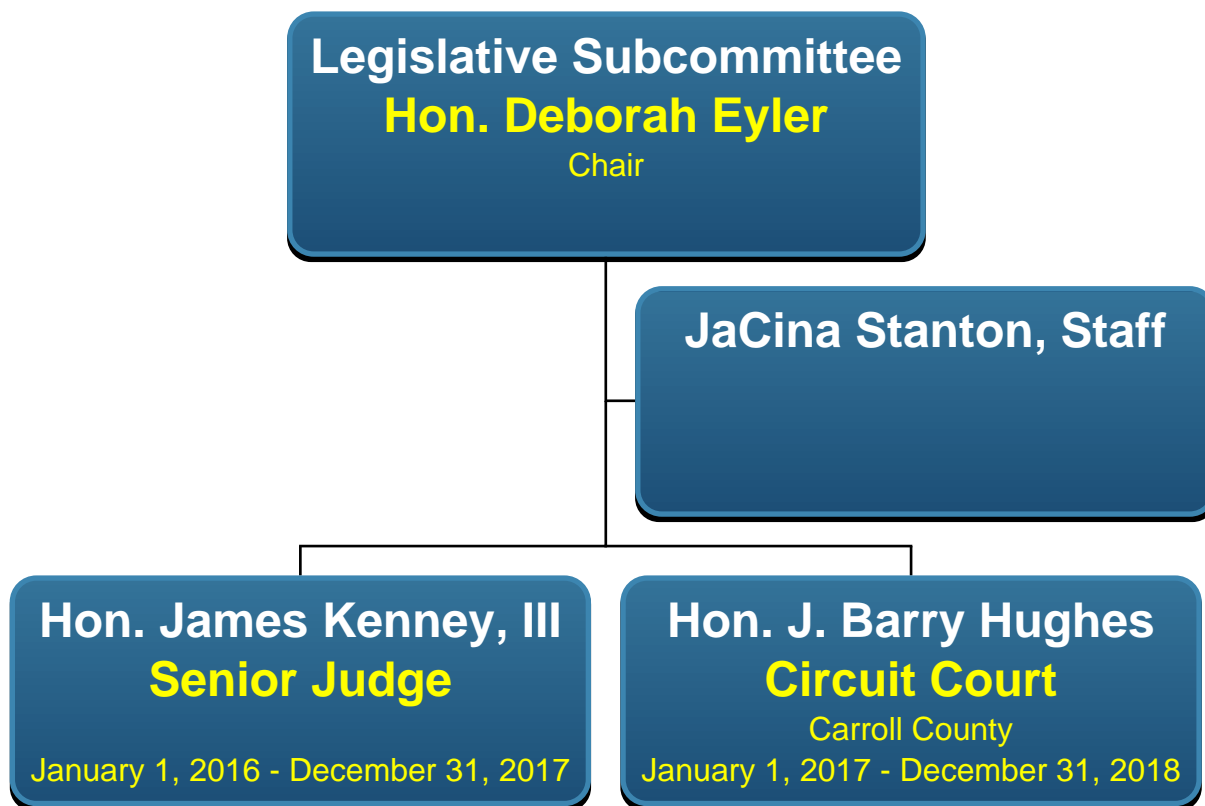 Legislative Subcommittee
Hon. Deborah Eyler
Chair
JaCina Stanton, Staff
Hon. James Kenney, III
Senior Judge
January 1, 2016 - December 31, 2017
Hon. J. Barry Hughes
Circuit Court
Carroll County
January 1, 2017 - December 31, 2018